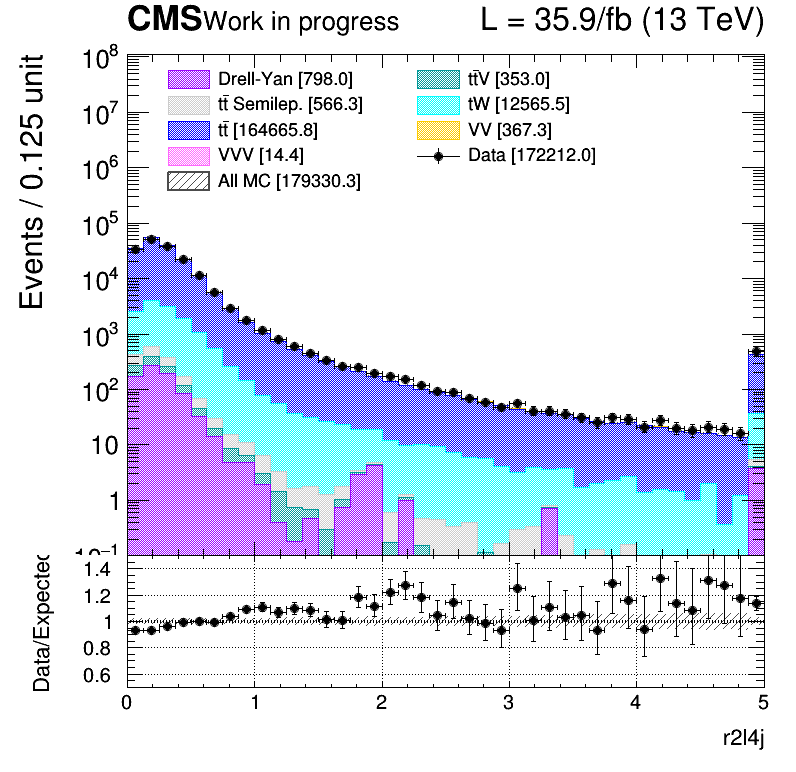 CMS Work in progress L = 35.9/fb (13 TeV)
Events / 0.125 unit
10⁸
10⁷
10⁶
10⁵
10⁴
10³
10²
10
1
10⁻¹
Drell-Yan [798.0]
tt̄ Semilep. [566.3]
tt̄ [164665.8]
VVV [14.4]
All MC [179330.3]
tt̄V [353.0]
tW [12565.5]
VV [367.3]
Data [172212.0]
Data/Expected
1.4
1.2
1
0.8
0.6
0 1 2 3 4 5
r2l4j